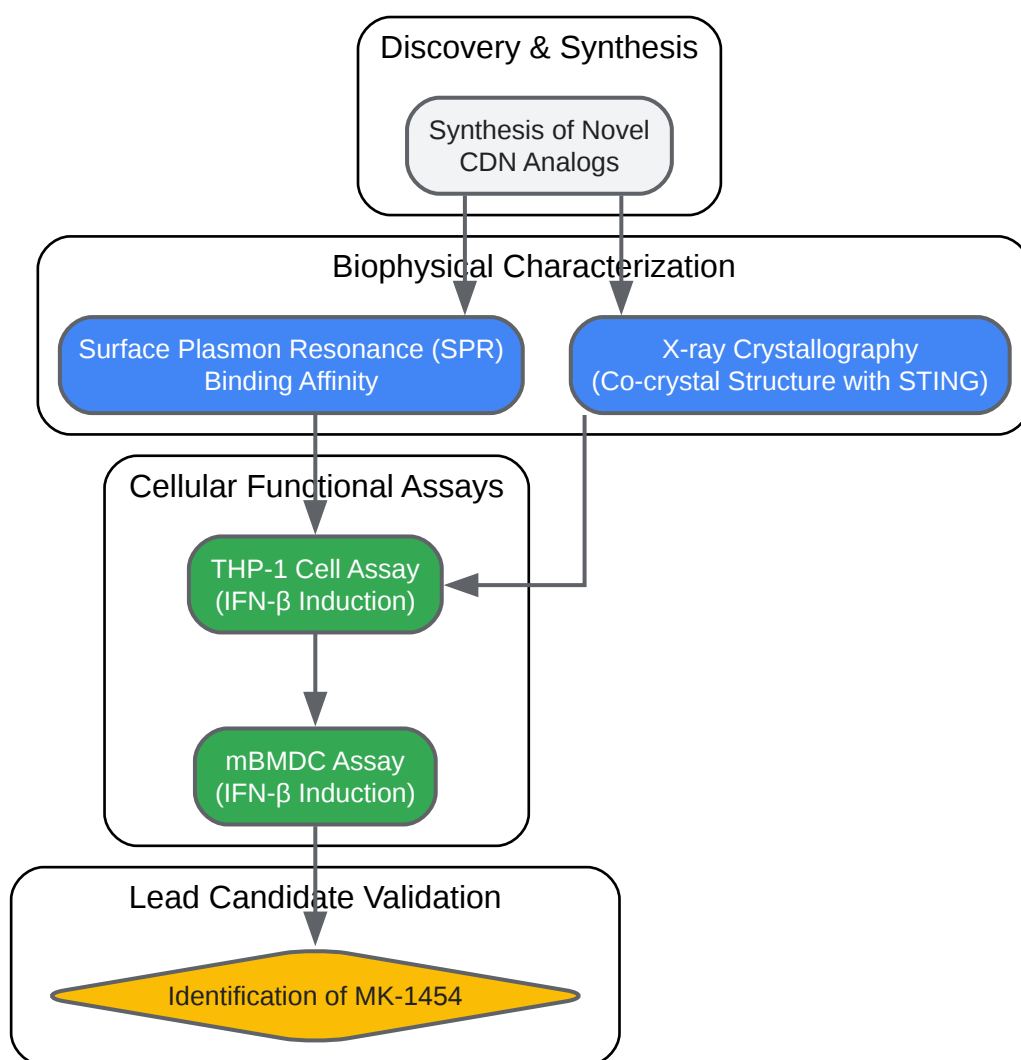 Discovery & Synthesis
Synthesis of Novel
CDN Analogs
Biophysical Characterization
Surface Plasmon Resonance (SPR)
Binding Affinity
X-ray Crystallography
(Co-crystal Structure with STING)
Cellular Functional Assays
THP-1 Cell Assay
(IFN-β Induction)
mBMDC Assay
(IFN-β Induction)
Lead Candidate Validation
Identification of MK-1454